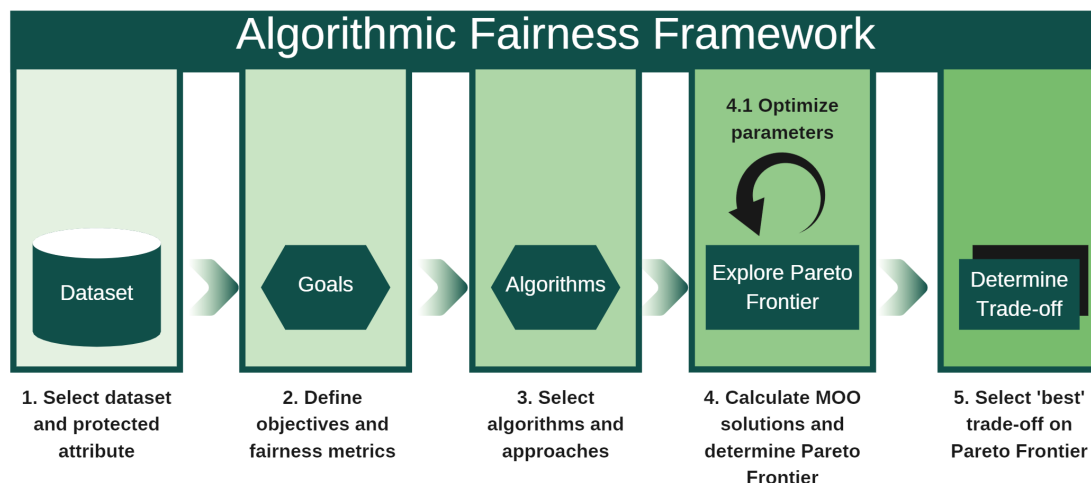 Algorithmic Fairness Framework
4.1 Optimize
parameters
Dataset
Goals
Algorithms
Explore Pareto
Frontier
Determine
Trade-off
1. Select dataset
and protected
attribute
2. Define
objectives and
fairness metrics
3. Select
algorithms and
approaches
4. Calculate MOO
solutions and
determine Pareto
Frontier
5. Select 'best'
trade-off on
Pareto Frontier